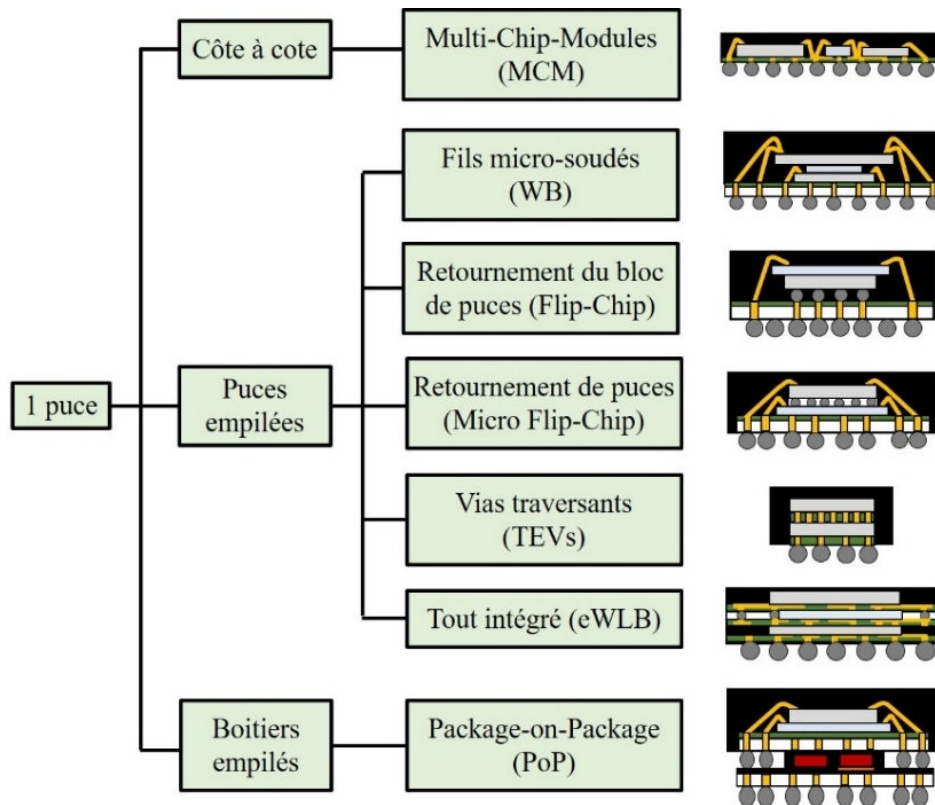 Côte à cote
Multi-Chip-Modules
(MCM)
Fils micro-soudés
(WB)
Retournement du bloc
de puces (Flip-Chip)
1 puce
Puces
empilées
Retournement de puces
(Micro Flip-Chip)
Vias traversants
(TEVs)
Tout intégré (eWLB)
Boitiers
empilés
Package-on-Package
(PoP)